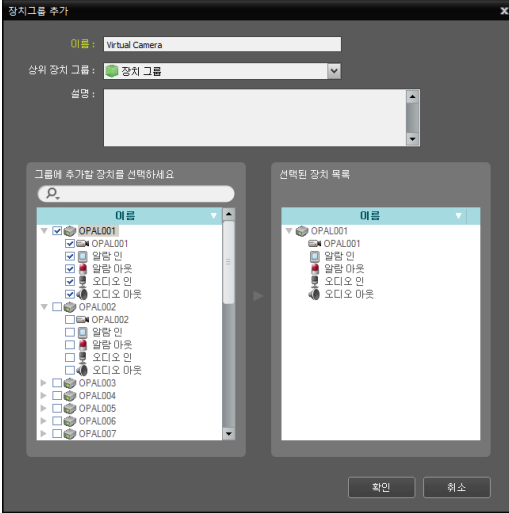 장치그룹 추가
이름 :
Virtual Camera
상위 장치 그룹 :
장치 그룹
설명 :
그룹에 추가할 장치를 선택하세요
이름
OPAL001
OPAL001
알람 인
알람 아웃
오디오 인
오디오 아웃
OPAL002
OPAL002
알람 인
알람 아웃
오디오 인
오디오 아웃
OPAL003
OPAL004
OPAL005
OPAL006
OPAL007
선택된 장치 목록
이름
OPAL001
OPAL001
알람 인
알람 아웃
오디오 인
오디오 아웃
확인
취소